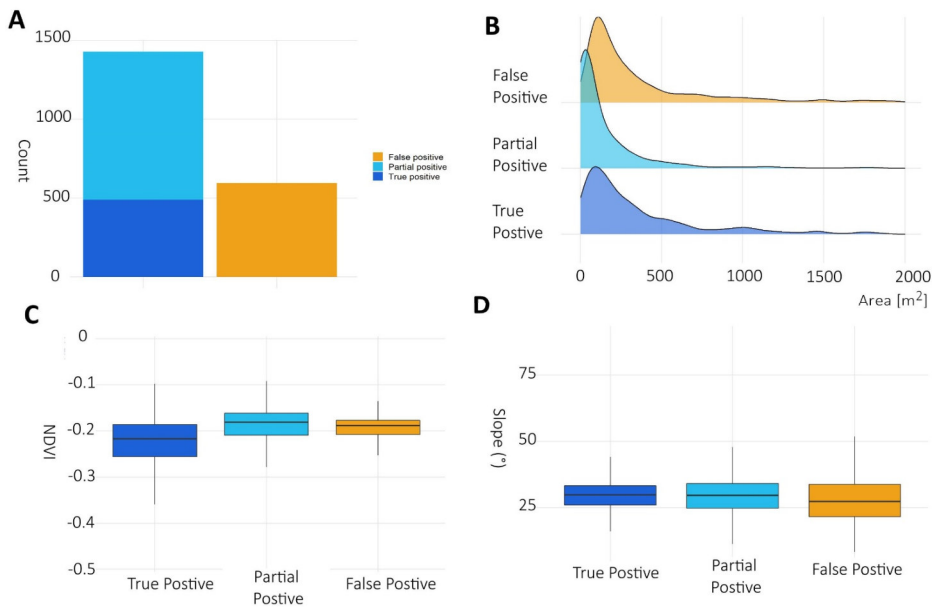 A
1500
1000
500
0
Count
False positive
Partial positive
True positive
B
False
Positive
Partial
Positive
True
Postive
0 500 1000 1500 2000
Area [m²]
C
0
-0.1
-0.2
-0.3
-0.4
-0.5
NDVI
True Postive
Partial
Postive
False Postive
D
75
50
25
Slope (°)
True Postive
Partial
Postive
False Postive